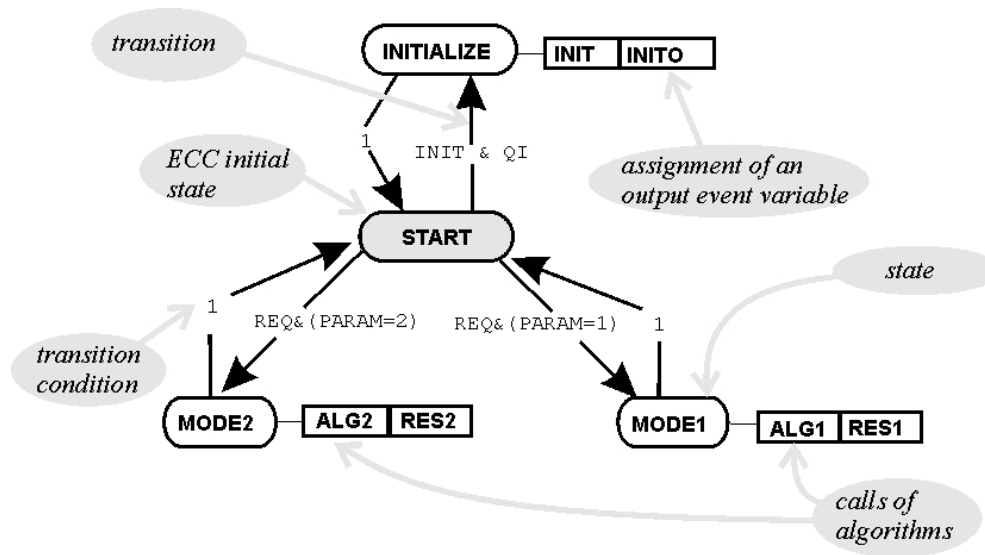 transition
INITIALIZE
INIT INITO
1
INIT & QI
ECC initial
state
assignment of an
output event variable
START
state
1
REQ&(PARAM=2)
REQ&(PARAM=1)
1
transition
condition
MODE2
ALG2 RES2
MODE1
ALG1 RES1
calls of
algorithms